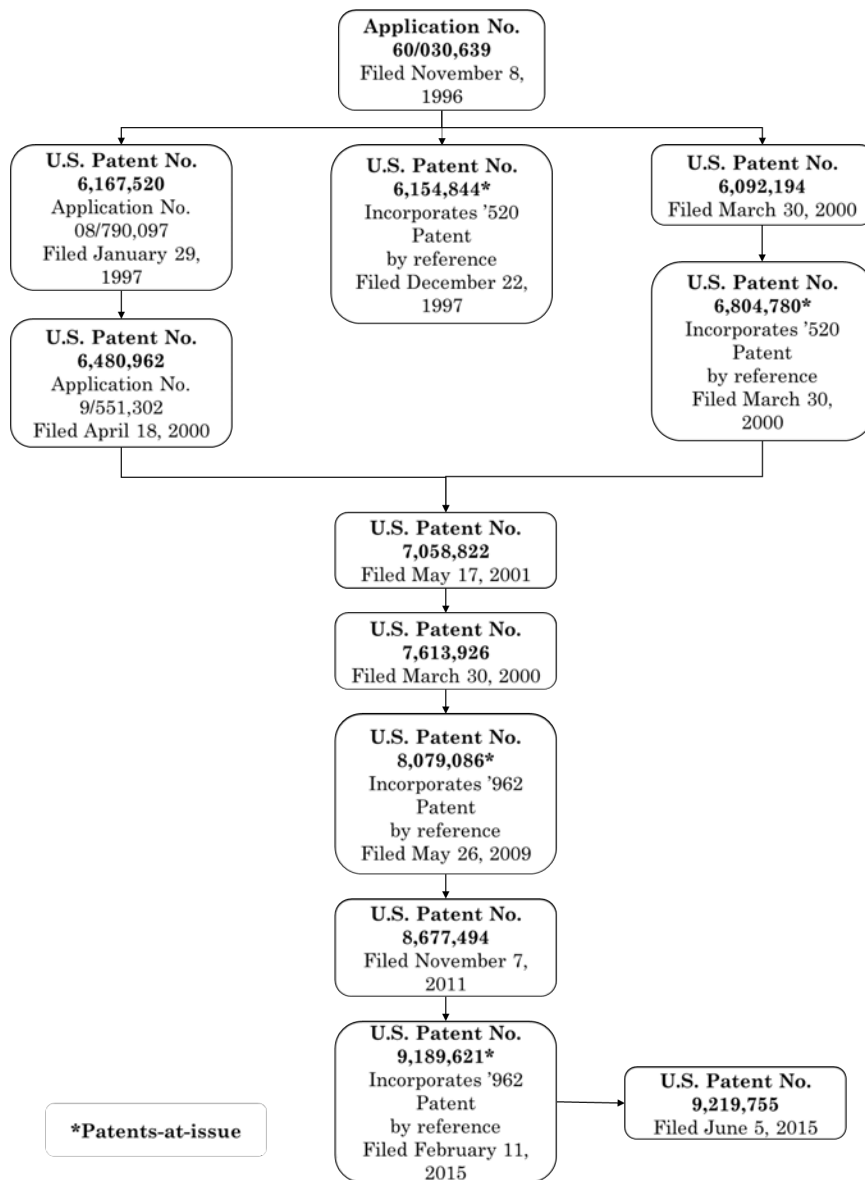 Application No.
60/030,639
Filed November 8,
1996
U.S. Patent No.
6,167,520
Application No.
08/790,097
Filed January 29,
1997
U.S. Patent No.
6,154,844*
Incorporates '520
Patent
by reference
Filed December 22,
1997
U.S. Patent No.
6,092,194
Filed March 30, 2000
U.S. Patent No.
6,480,962
Application No.
9/551,302
Filed April 18, 2000
U.S. Patent No.
6,804,780*
Incorporates '520
Patent
by reference
Filed March 30,
2000
U.S. Patent No.
7,058,822
Filed May 17, 2001
U.S. Patent No.
7,613,926
Filed March 30, 2000
U.S. Patent No.
8,079,086*
Incorporates '962
Patent
by reference
Filed May 26, 2009
U.S. Patent No.
8,677,494
Filed November 7,
2011
U.S. Patent No.
9,189,621*
Incorporates '962
Patent
by reference
Filed February 11,
2015
U.S. Patent No.
9,219,755
Filed June 5, 2015
*Patents-at-issue